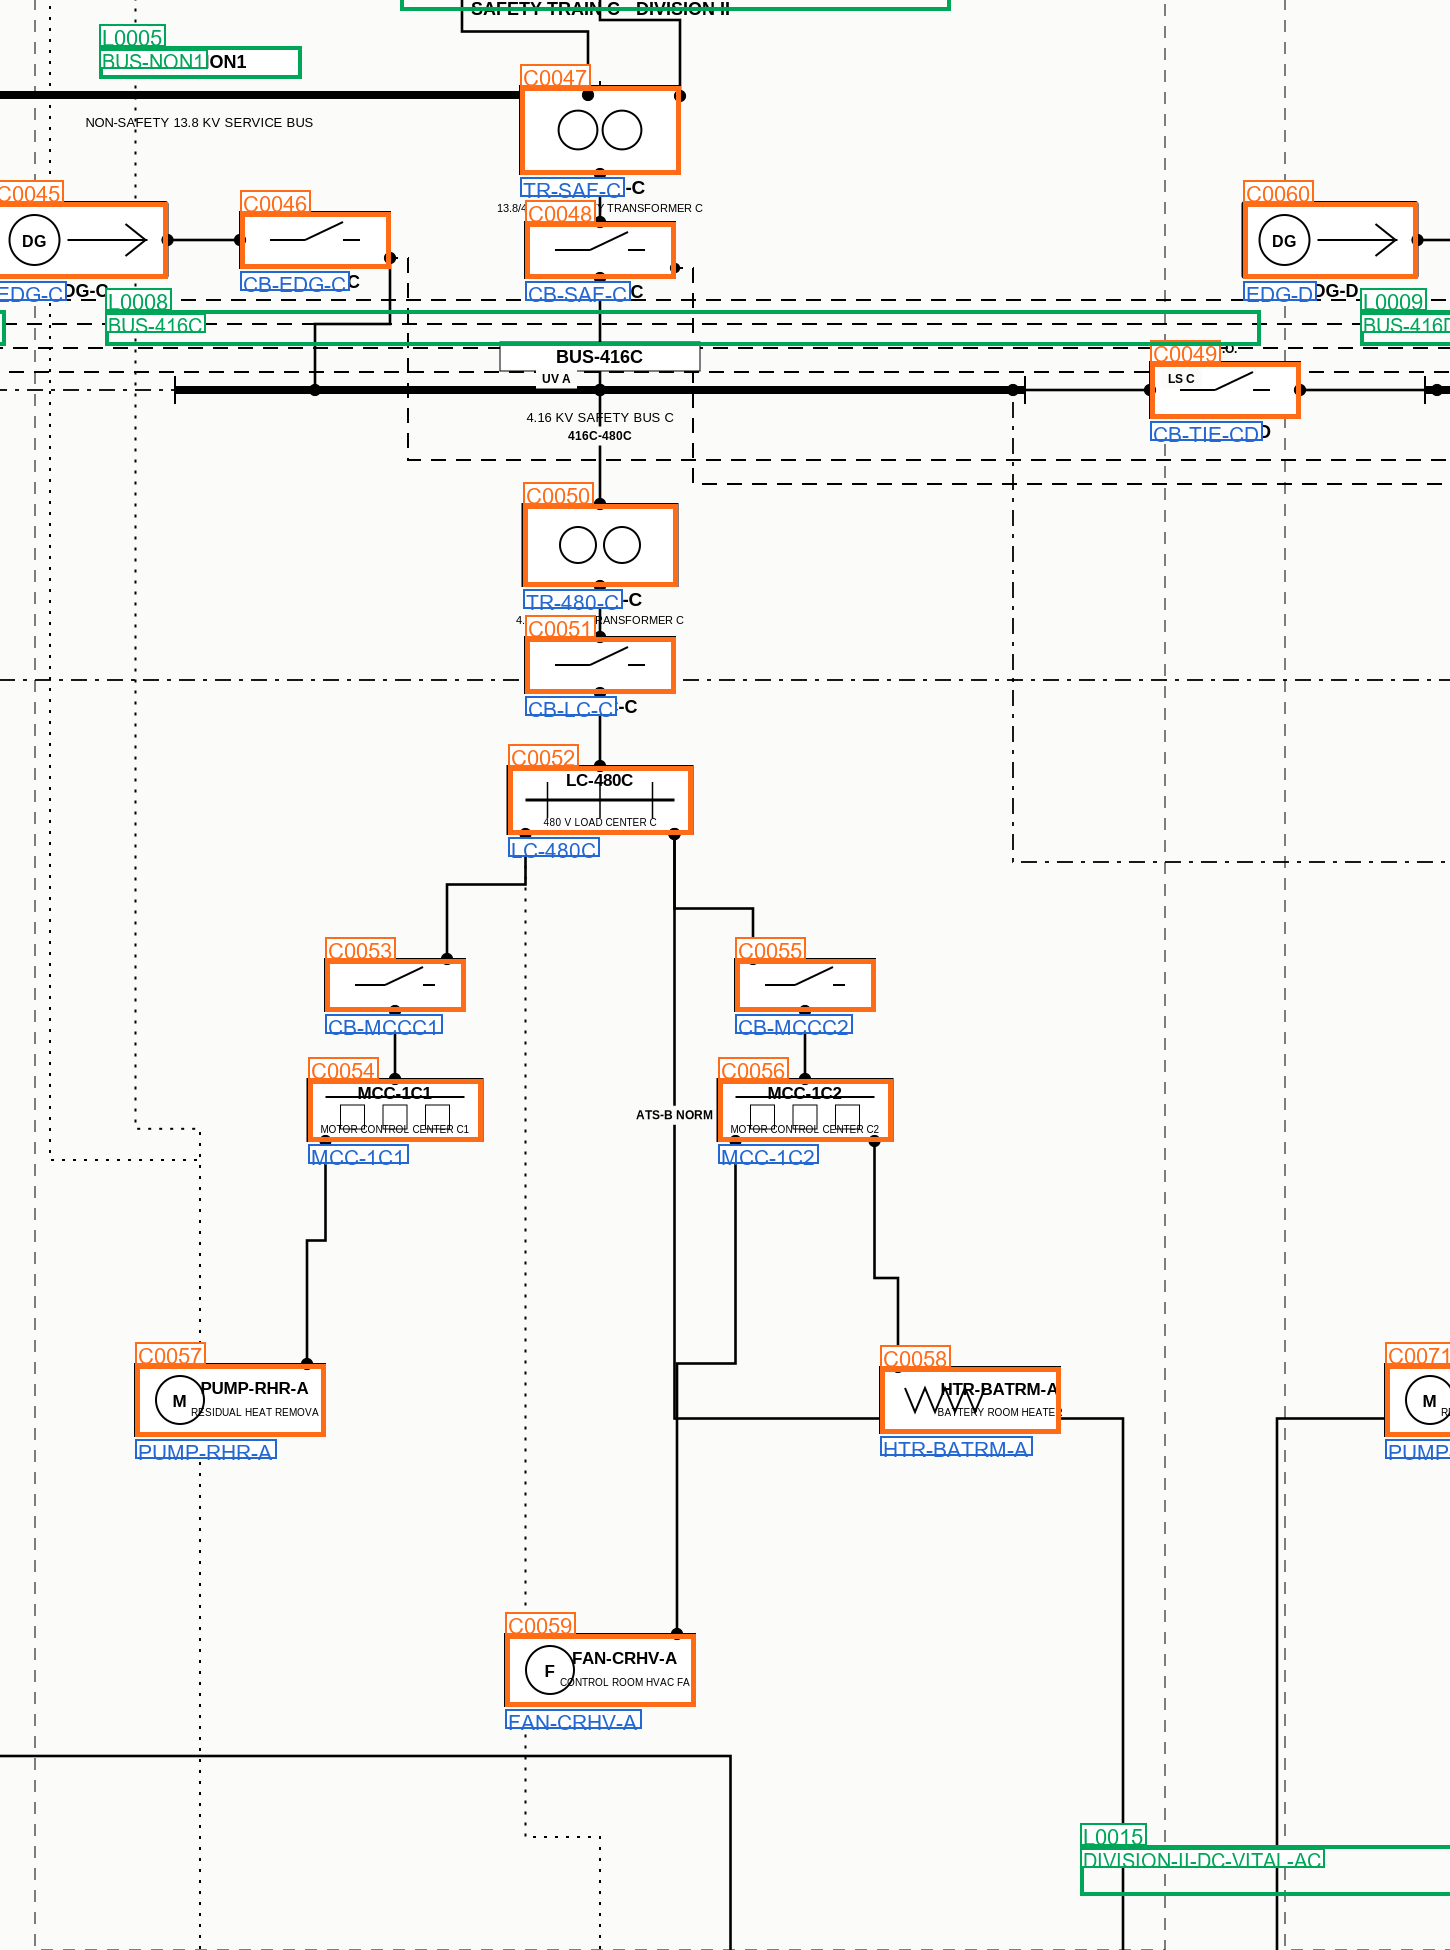 SAFETY TRAIN C - DIVISION II
L0005
BUS-NON1
ON1
C0047
NON-SAFETY 13.8 KV SERVICE BUS
TR-SAF-C
-C
C0045
C0046
C0048
C0060
13.8/4
Y TRANSFORMER C
DG
DG
EDG-C
DG-C
CB-EDG-C
C
CB-SAF-C
C
EDG-D
DG-D
L0008
BUS-416C
L0009
BUS-416D
C0049
BUS-416C
UV A
LS C
4.16 KV SAFETY BUS C
416C-480C
CB-TIE-CD
D
C0050
TR-480-C
-C
4.
RANSFORMER C
C0051
CB-LC-C
-C
C0052
LC-480C
480 V LOAD CENTER C
LC-480C
C0053
C0055
CB-MCCC1
CB-MCCC2
C0054
C0056
MCC-1C1
MCC-1C2
ATS-B NORM
MOTOR CONTROL CENTER C1
MOTOR CONTROL CENTER C2
MCC-1C1
MCC-1C2
C0057
C0058
C0071
M
PUMP-RHR-A
RESIDUAL HEAT REMOVA
HTR-BATRM-A
BATTERY ROOM HEATE
M
PUMP-RHR-A
HTR-BATRM-A
PUMP-
C0059
F
FAN-CRHV-A
CONTROL ROOM HVAC FA
FAN-CRHV-A
L0015
DIVISION-II-DC-VITAL-AC